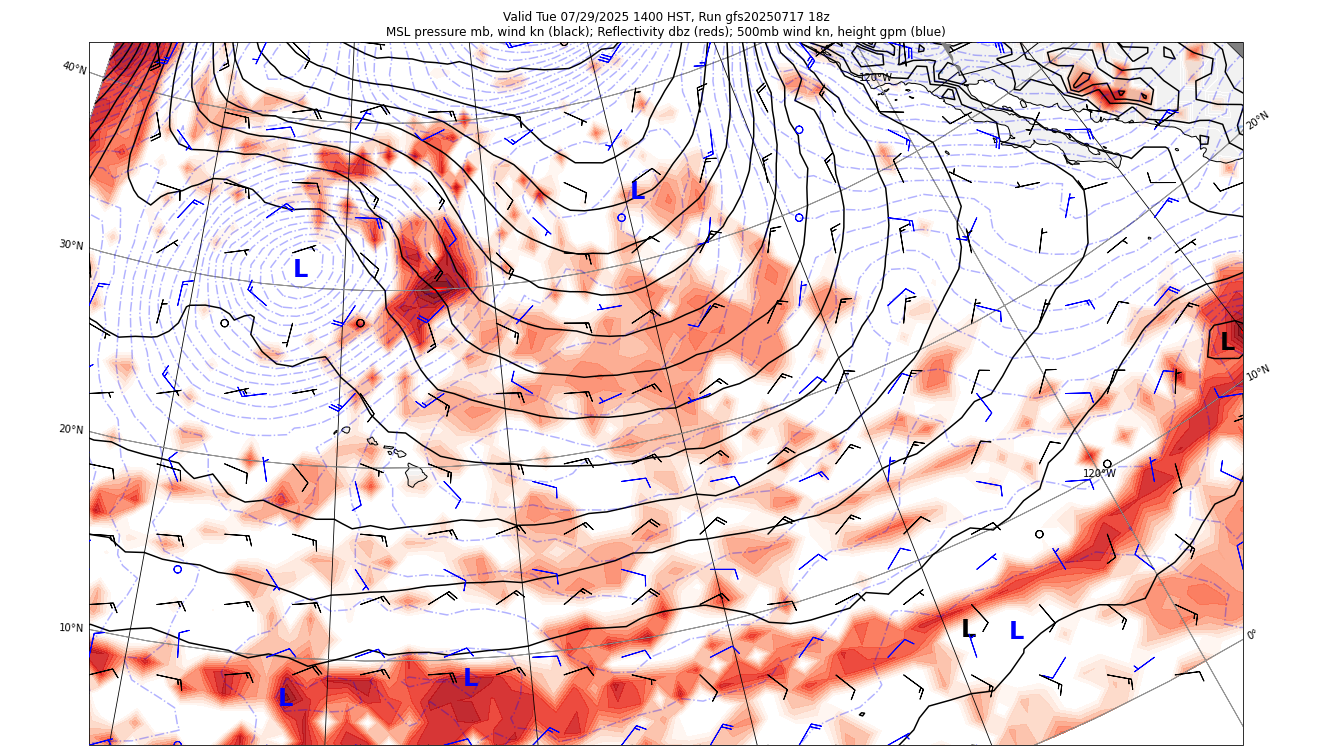 Valid Tue 07/29/2025 1400 HST, Run gfs20250717 18z
MSL pressure mb, wind kn (black); Reflectivity dbz (reds); 500mb wind kn, height gpm (blue)
40°N
120°W
20°N
L
30°N
L
L
10°N
20°N
120°W
10°N
L
L
0°
L
L